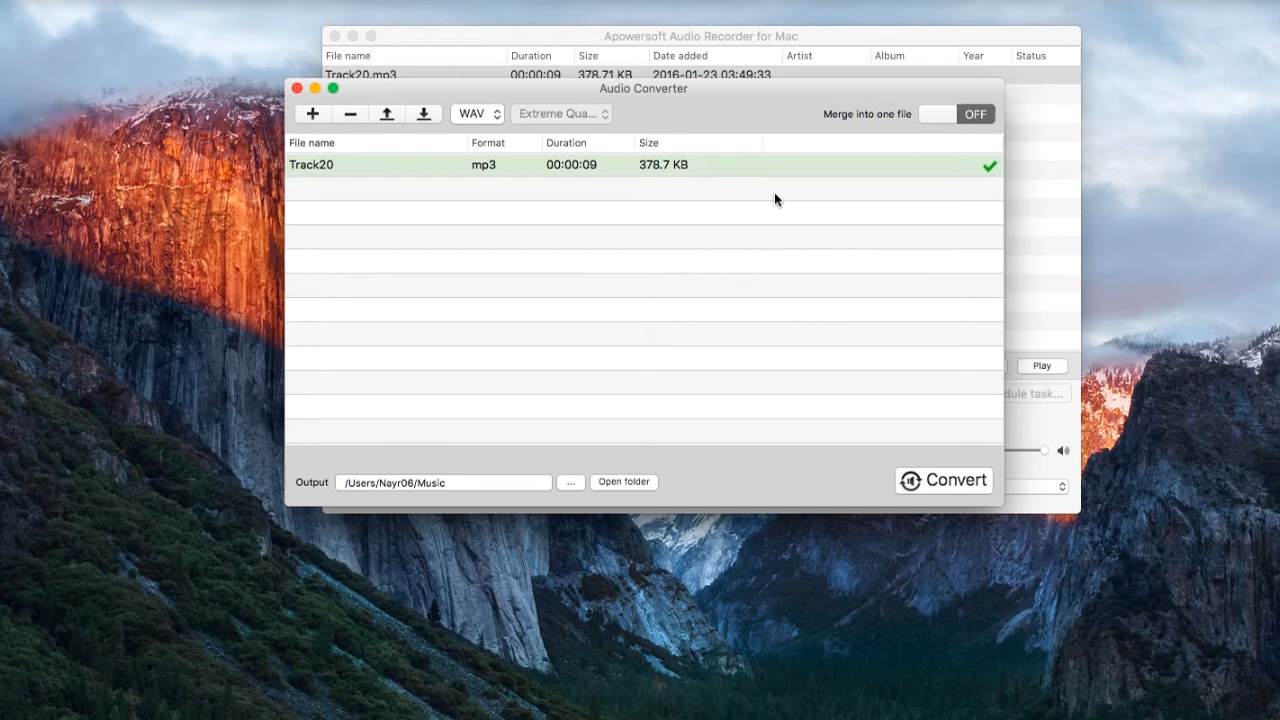 Apowersoft Audio Recorder for Mac
File name Duration Size Date added Artist Album Year Status
Track20.mp3 00:00:09 378.71 KB 2016-01-23 03:49:33
Audio Converter
WAV Extreme Qua... Merge into one file OFF
File name Format Duration Size
Track20 mp3 00:00:09 378.7 KB
Play
dule task...
Output /Users/Nayr06/Music ... Open folder Convert